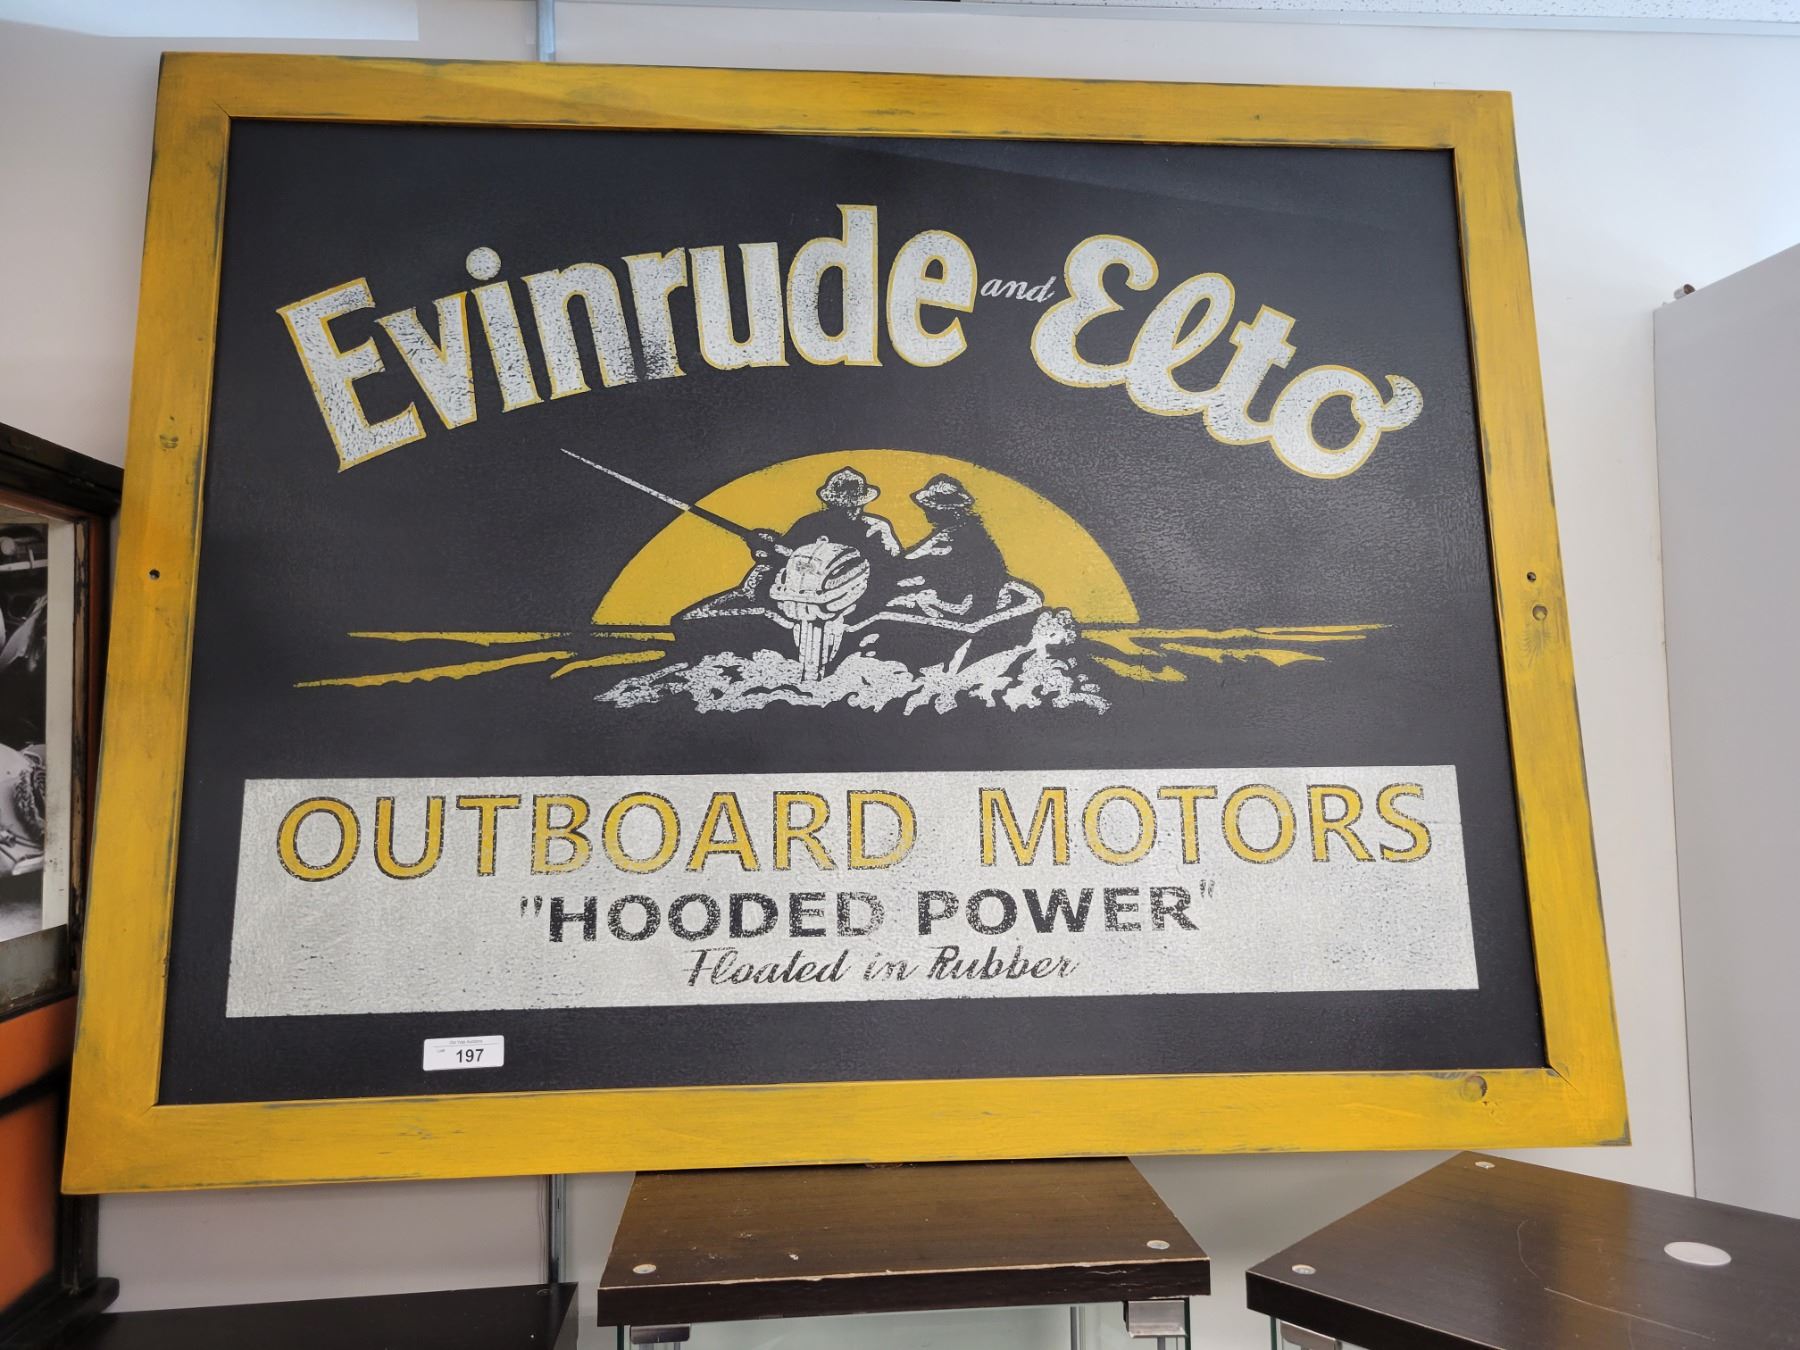 Evinrude and Elto
OUTBOARD MOTORS
"HOODED POWER"
Floated in Rubber
197